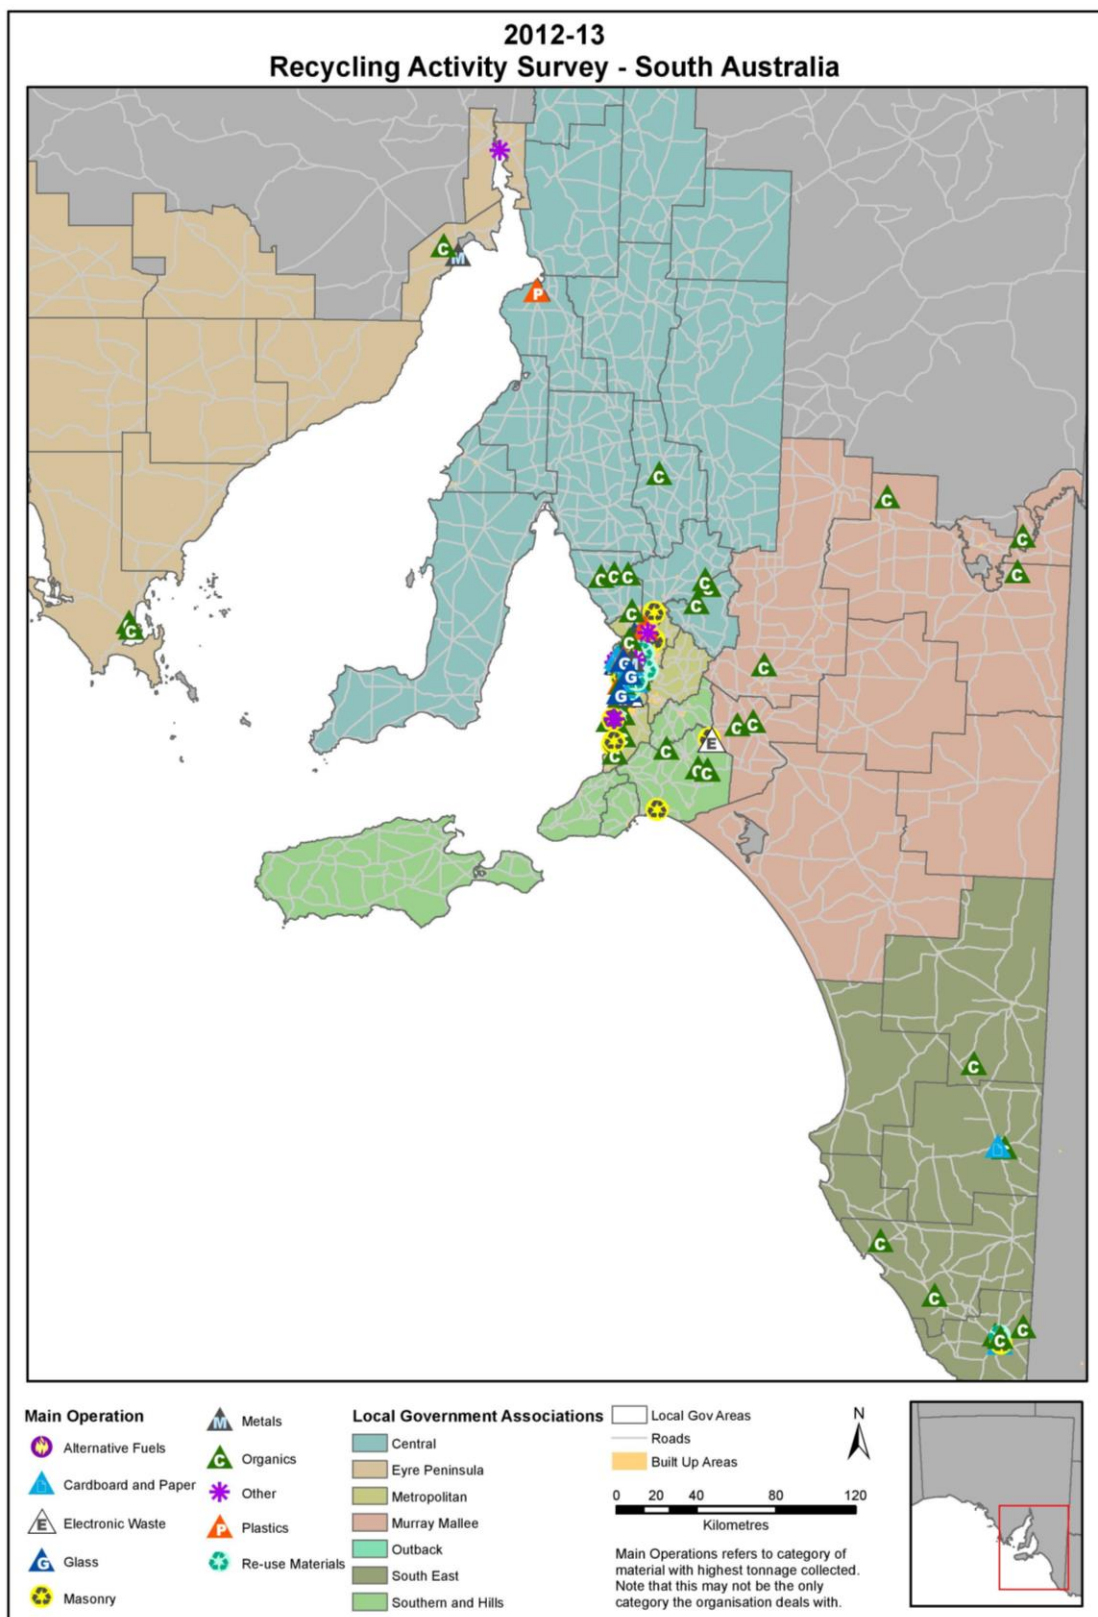 2012-13
Recycling Activity Survey - South Australia
C
M
P
C
C
C
C
C
C
C
C
C
C
C
C
C
C
G
G
G
C
C
C
E
C
C
C
C
C
C
C
C
C
C
Main Operation
Alternative Fuels
Cardboard and Paper
E Electronic Waste
G Glass
Masonry
M Metals
C Organics
Other
P Plastics
Re-use Materials
Local Government Associations
Central
Eyre Peninsula
Metropolitan
Murray Mallee
Outback
South East
Southern and Hills
Local Gov Areas
Roads
Built Up Areas
0 20 40 80 120
Kilometres
Main Operations refers to category of
material with highest tonnage collected.
Note that this may not be the only
category the organisation deals with.
N